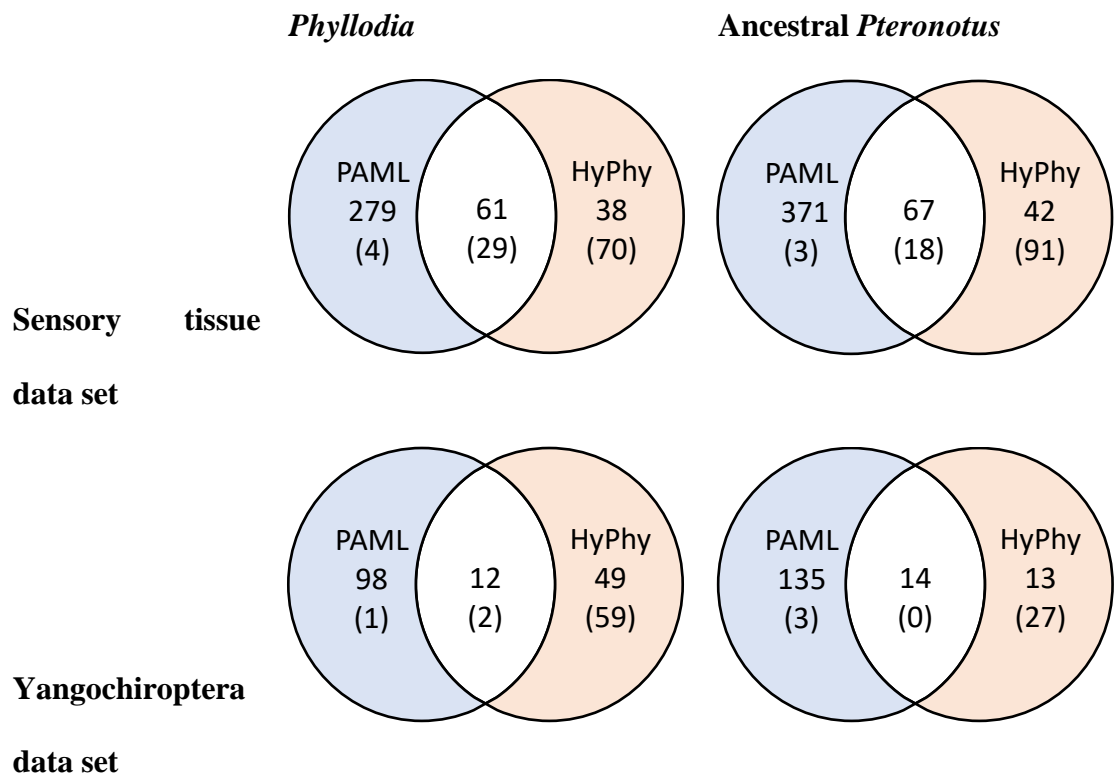 Phyllodia
Ancestral Pteronotus
PAML
279
(4)
61
(29)
HyPhy
38
(70)
PAML
371
(3)
67
(18)
HyPhy
42
(91)
Sensory tissue
data set
PAML
98
(1)
12
(2)
HyPhy
49
(59)
PAML
135
(3)
14
(0)
HyPhy
13
(27)
Yangochiroptera
data set